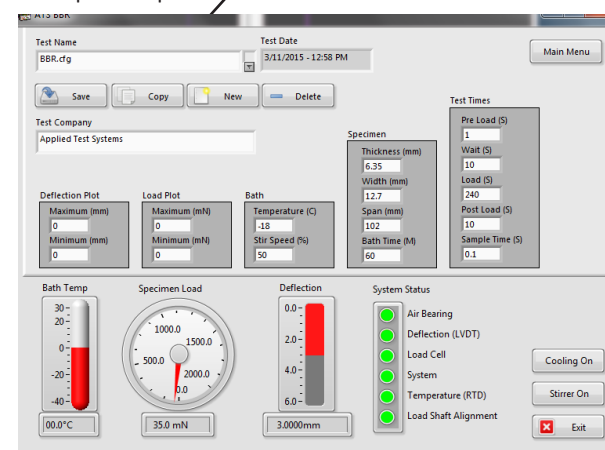 ATS BBR
Test Name
BBR.cfg
Test Date
3/11/2015 - 12:58 PM
Main Menu
Save
Copy
New
Delete
Test Company
Applied Test Systems
Deflection Plot
Maximum (mm)
0
Minimum (mm)
0
Load Plot
Maximum (mN)
0
Minimum (mN)
0
Bath
Temperature (C)
-18
Stir Speed (%)
50
Specimen
Thickness (mm)
6.35
Width (mm)
12.7
Span (mm)
102
Bath Time (M)
60
Test Times
Pre Load (S)
1
Wait (S)
10
Load (S)
240
Post Load (S)
10
Sample Time (S)
0.1
Bath Temp
30
20
0
-20
-40
00.0°C
Specimen Load
1000.0
1500.0
500.0
2000.0
0.0
35.0 mN
Deflection
0.0
2.0
4.0
6.0
3.0000mm
System Status
Air Bearing
Deflection (LVDT)
Load Cell
System
Temperature (RTD)
Load Shaft Alignment
Cooling On
Stirrer On
Exit